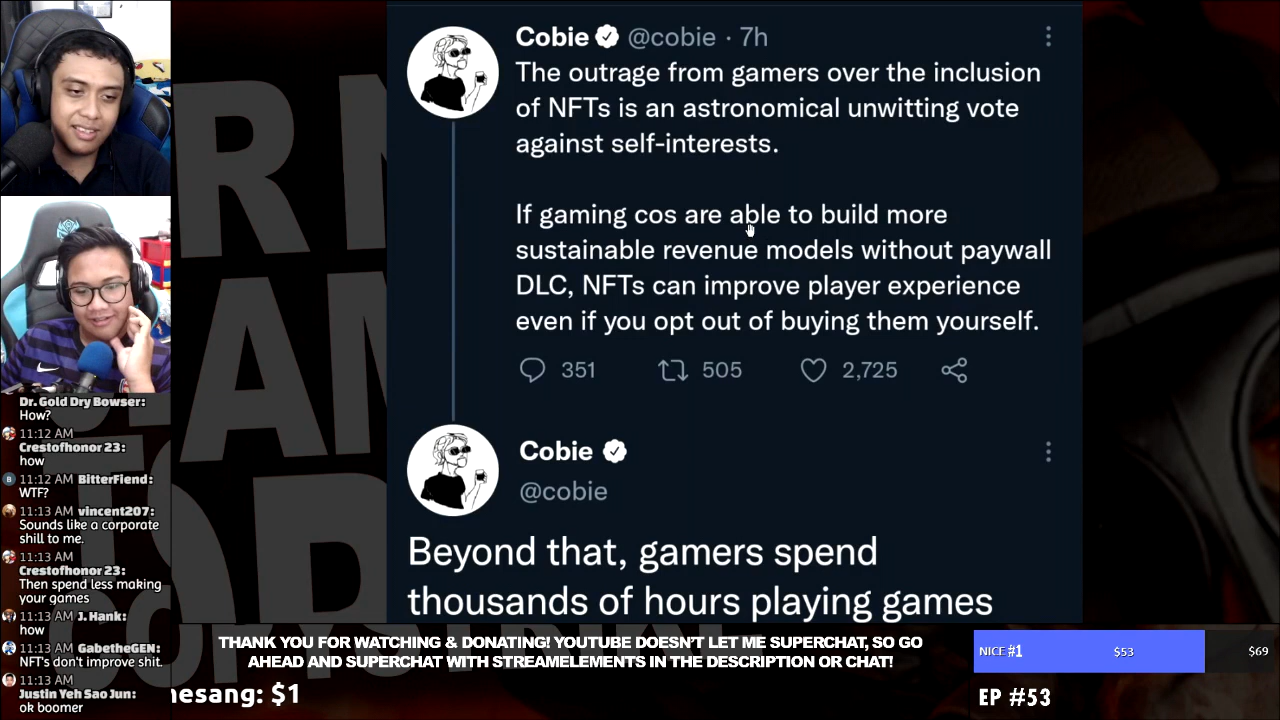 Cobie @cobie · 7h
The outrage from gamers over the inclusion
of NFTs is an astronomical unwitting vote
against self-interests.
If gaming cos are able to build more
sustainable revenue models without paywall
DLC, NFTs can improve player experience
even if you opt out of buying them yourself.
351 505 2,725
Cobie
@cobie
Beyond that, gamers spend
thousands of hours playing games
Dr. Gold Dry Bowser:
How?
11:12 AM
Crestofhonor 23:
how
B 11:12 AM BitterFiend:
WTF?
11:13 AM vincent207:
Sounds like a corporate
shill to me.
11:13 AM
Crestofhonor 23:
Then spend less making
your games
11:13 AM J. Hank:
how
11:13 AM GabetheGEN:
NFT's don't improve shit.
11:13 AM
Justin Yeh Sao Jun:
ok boomer
THANK YOU FOR WATCHING & DONATING! YOUTUBE DOESN'T LET ME SUPERCHAT, SO GO
AHEAD AND SUPERCHAT WITH STREAMELEMENTS IN THE DESCRIPTION OR CHAT!
NICE #1 $53 $69
nesang: $1
EP #53